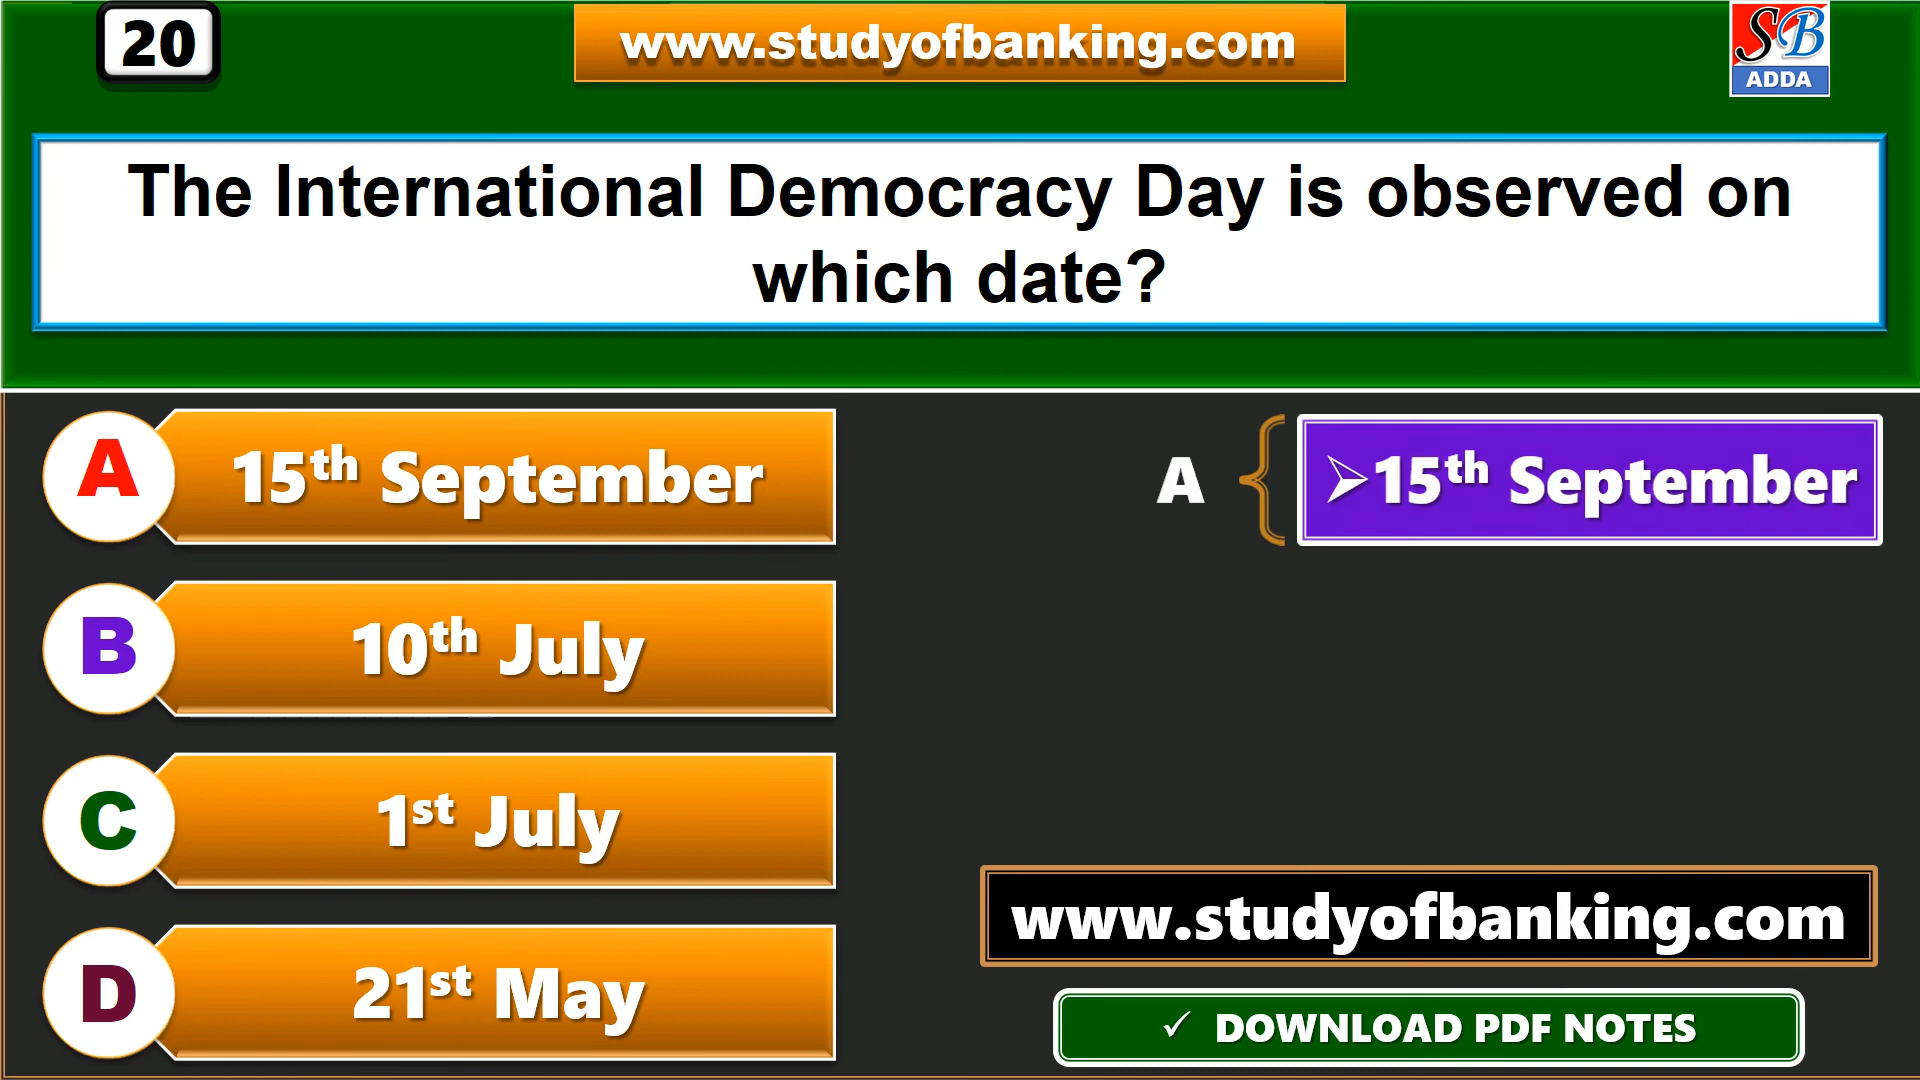 20
www.studyofbanking.com
SB
ADDA
The International Democracy Day is observed on
which date?
A
15th September
A
➢15th September
B
10th July
C
1st July
D
21st May
www.studyofbanking.com
✓ DOWNLOAD PDF NOTES